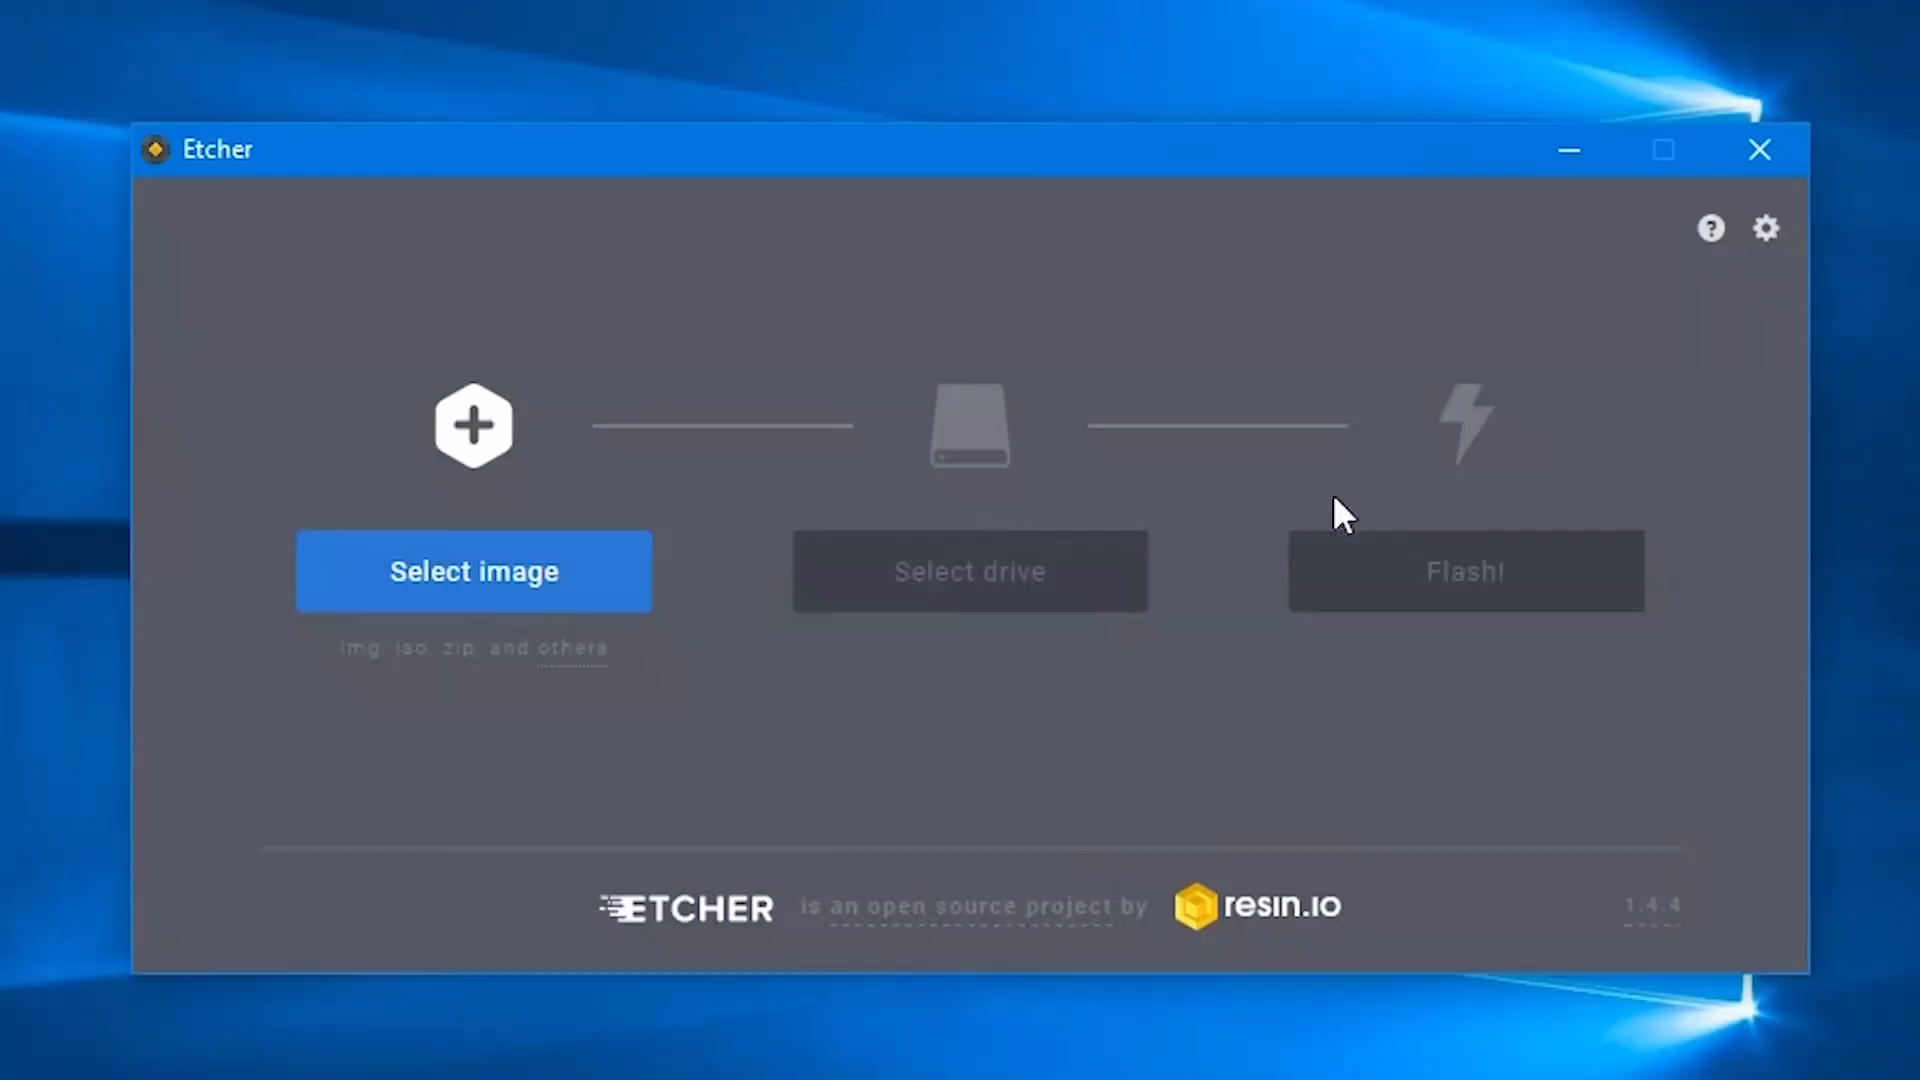 Etcher
Select image
Select drive
Flash!
img, iso, zip, and others
ETCHER is an open source project by resin.io
1.4.4